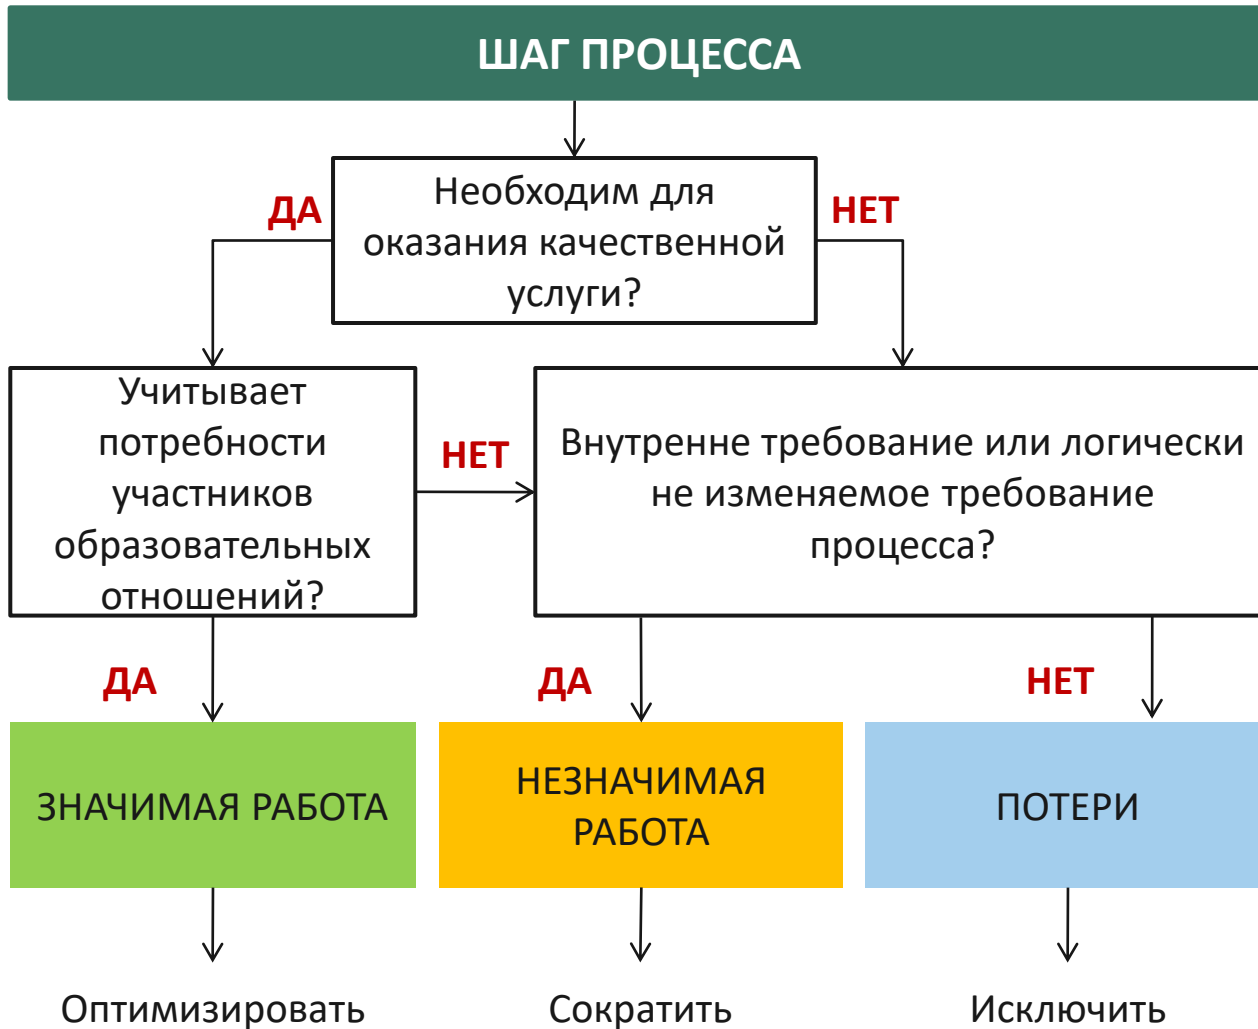 ШАГ ПРОЦЕССА
ДА
Необходим для
оказания качественной
услуги?
НЕТ
Учитывает
потребности
участников
образовательных
отношений?
НЕТ
Внутренне требование или логически
не изменяемое требование
процесса?
ДА
ДА
НЕТ
ЗНАЧИМАЯ РАБОТА
НЕЗНАЧИМАЯ
РАБОТА
ПОТЕРИ
Оптимизировать
Сократить
Исключить